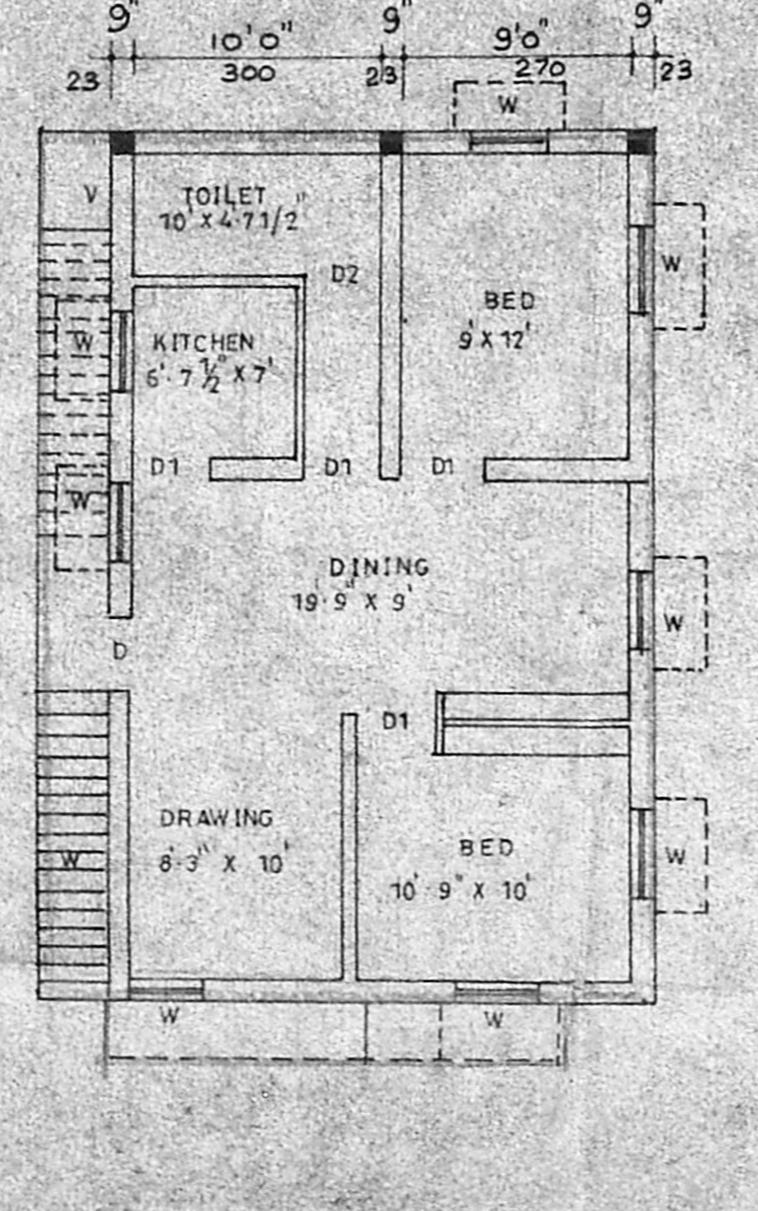 9" 9" 9"
10'0" 9'0"
23 300 23 270 23
W
V
TOILET
10' X 4·7 1/2"
D2
W
BED
9' X 12'
W
KITCHEN
6'·7 1/2" X 7'
D1 D1 D1
W
DINING
19'·9" X 9'
W
D
D1
DRAWING
8'·3" X 10'
W
BED
10'·9" X 10'
W
W W